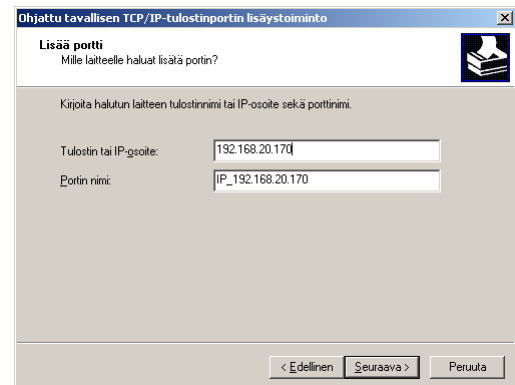 Ohjattu tavallisen TCP/IP-tulostinportin lisäystoiminto
Lisää portti
Mille laitteelle haluat lisätä portin?
Kirjoita halutun laitteen tulostinnimi tai IP-osoite sekä porttinimi.
Tulostin tai IP-osoite: 192.168.20.170
Portin nimi: IP_192.168.20.170
< Edellinen Seuraava > Peruuta